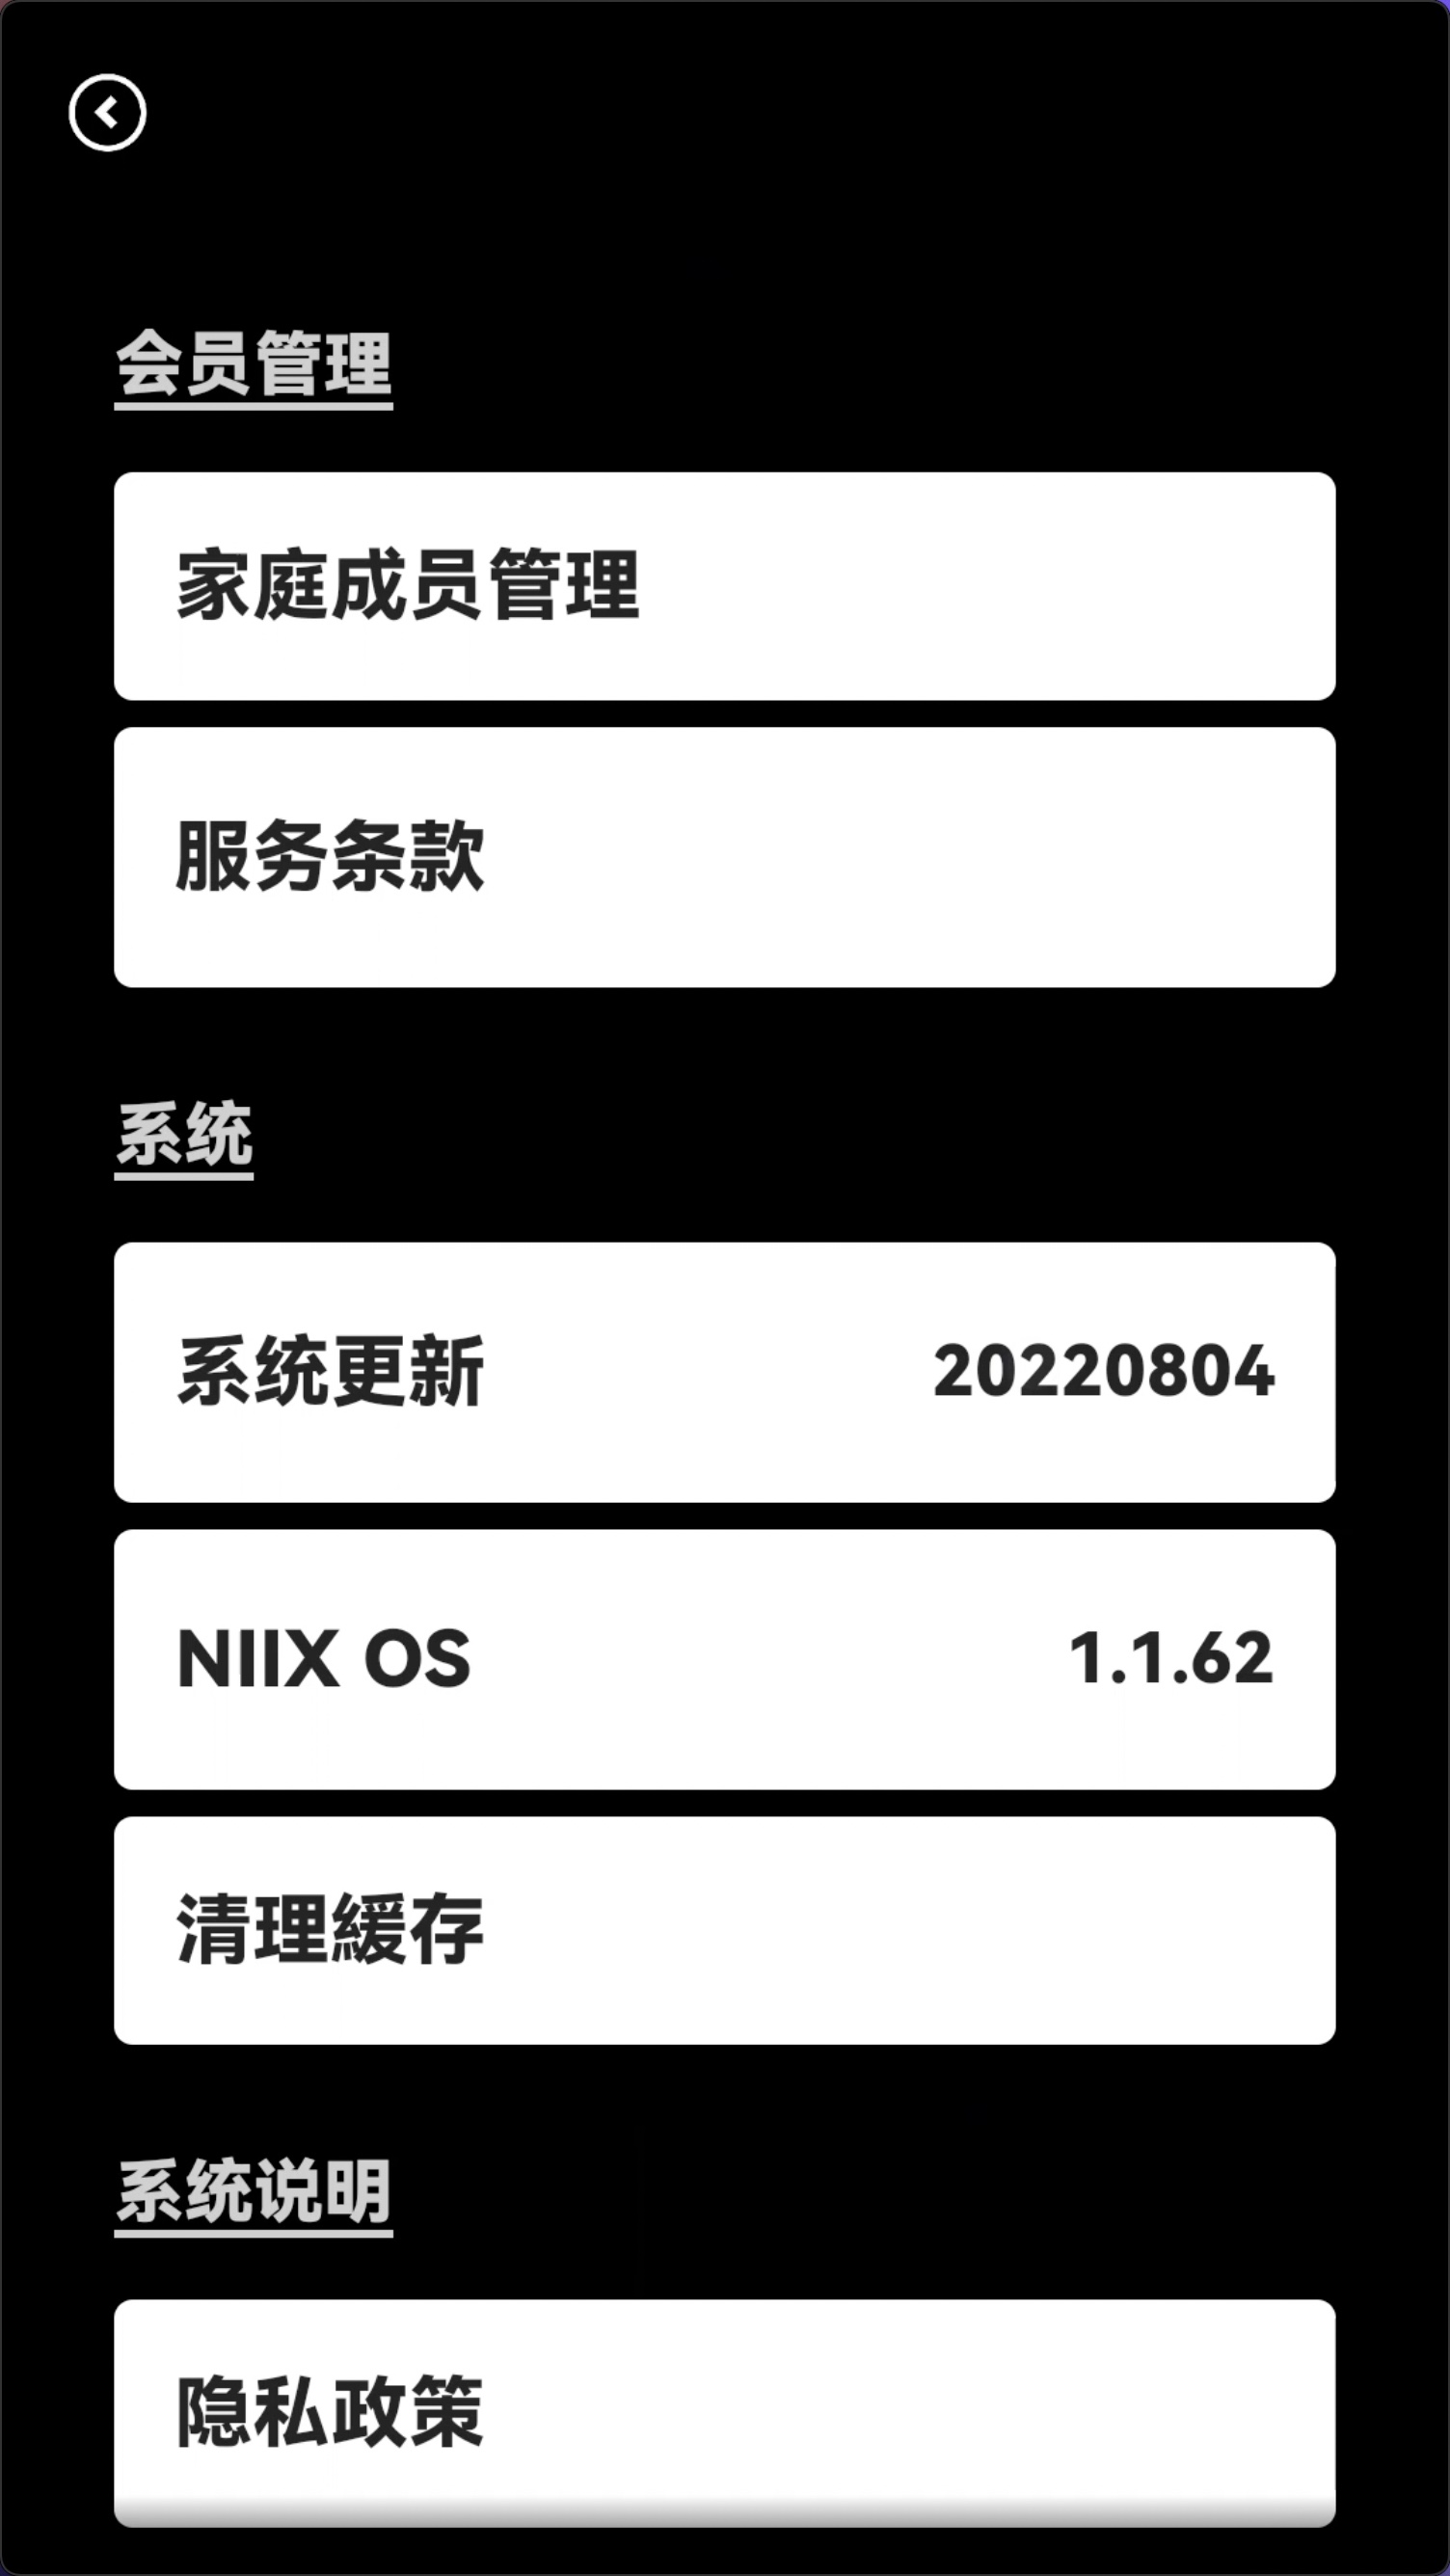 会员管理
家庭成员管理
服务条款
系统
系统更新 20220804
NIIX OS 1.1.62
清理緩存
系统说明
隐私政策